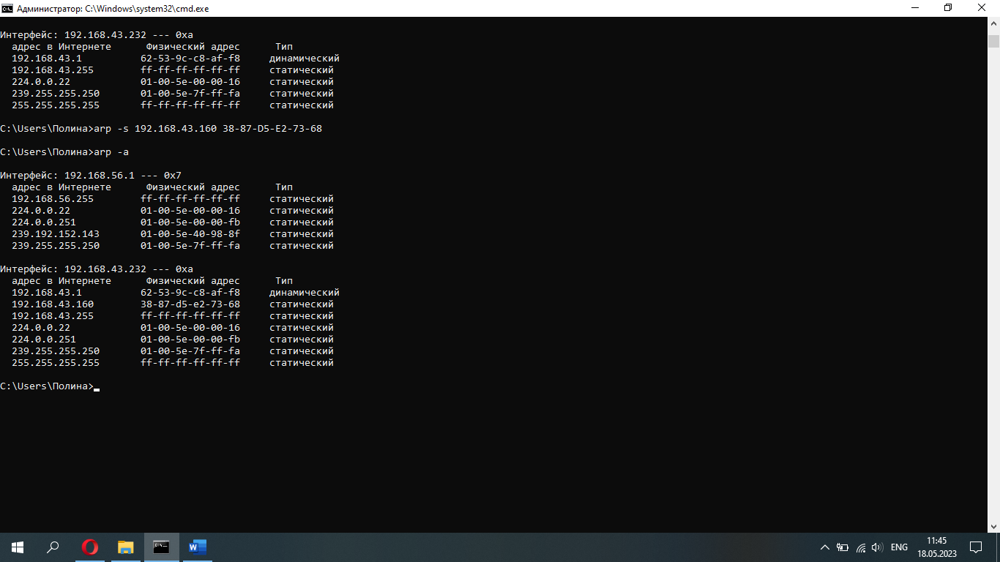 Администратор: C:\Windows\system32\cmd.exe
Интерфейс: 192.168.43.232 --- 0xa
адрес в Интернете Физический адрес Тип
192.168.43.1 62-53-9c-c8-af-f8 динамический
192.168.43.255 ff-ff-ff-ff-ff-ff статический
224.0.0.22 01-00-5e-00-00-16 статический
239.255.255.250 01-00-5e-7f-ff-fa статический
255.255.255.255 ff-ff-ff-ff-ff-ff статический
C:\Users\Полина>arp -s 192.168.43.160 38-87-D5-E2-73-68
C:\Users\Полина>arp -a
Интерфейс: 192.168.56.1 --- 0x7
адрес в Интернете Физический адрес Тип
192.168.56.255 ff-ff-ff-ff-ff-ff статический
224.0.0.22 01-00-5e-00-00-16 статический
224.0.0.251 01-00-5e-00-00-fb статический
239.192.152.143 01-00-5e-40-98-8f статический
239.255.255.250 01-00-5e-7f-ff-fa статический
Интерфейс: 192.168.43.232 --- 0xa
адрес в Интернете Физический адрес Тип
192.168.43.1 62-53-9c-c8-af-f8 динамический
192.168.43.160 38-87-d5-e2-73-68 статический
192.168.43.255 ff-ff-ff-ff-ff-ff статический
224.0.0.22 01-00-5e-00-00-16 статический
224.0.0.251 01-00-5e-00-00-fb статический
239.255.255.250 01-00-5e-7f-ff-fa статический
255.255.255.255 ff-ff-ff-ff-ff-ff статический
C:\Users\Полина>
ENG
11:45
18.05.2023